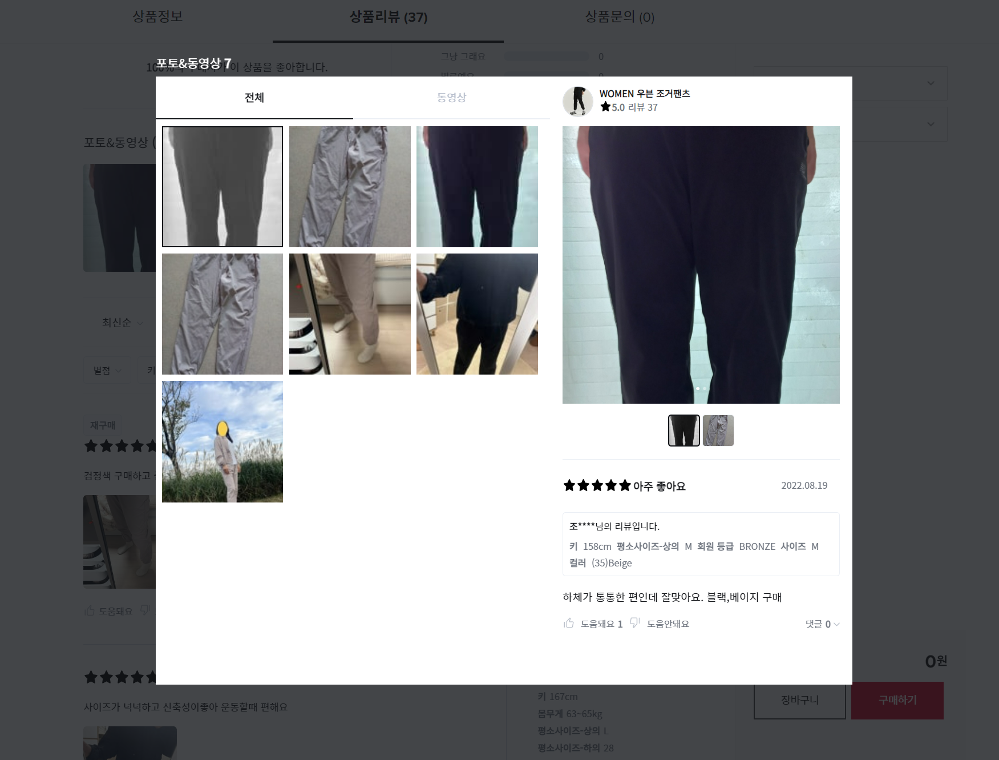 상품정보
상품리뷰 (37)
상품문의 (0)
그냥 그래요 0
포토&동영상 7
이 상품을 좋아합니다.
전체
동영상
WOMEN 우븐 조거팬츠
5.0 리뷰 37
포토&동영상 (
최신순
별점
키
재구매
검정색 구매하고
아주 좋아요
2022.08.19
조****님의 리뷰입니다.
키 158cm 평소사이즈-상의 M 회원 등급 BRONZE 사이즈 M
컬러 (35)Beige
하체가 통통한 편인데 잘맞아요. 블랙,베이지 구매
도움돼요 1 도움안돼요
댓글 0
도움돼요
0원
사이즈가 넉넉하고 신축성이좋아 운동할때 편해요
키 167cm
몸무게 63~65kg
평소사이즈-상의 L
평소사이즈-하의 28
장바구니
구매하기